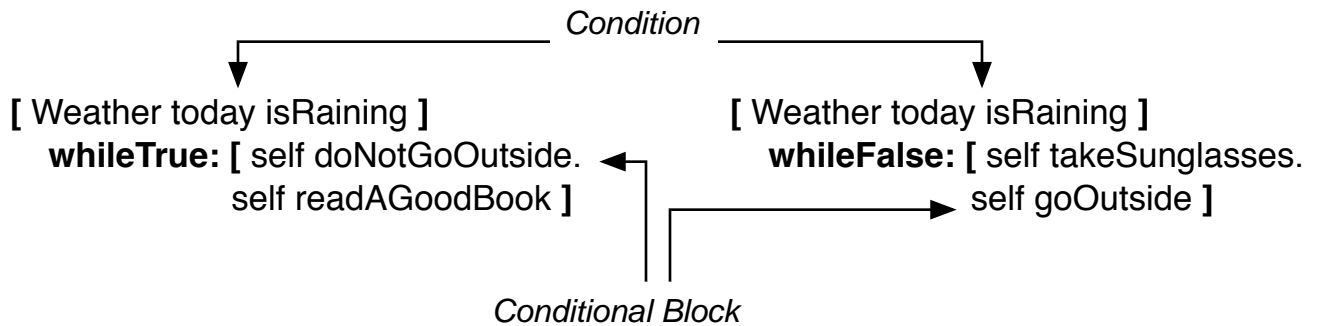 Condition
[ Weather today isRaining ]
whileTrue: [ self doNotGoOutside.
self readAGoodBook ]
[ Weather today isRaining ]
whileFalse: [ self takeSunglasses.
self goOutside ]
Conditional Block